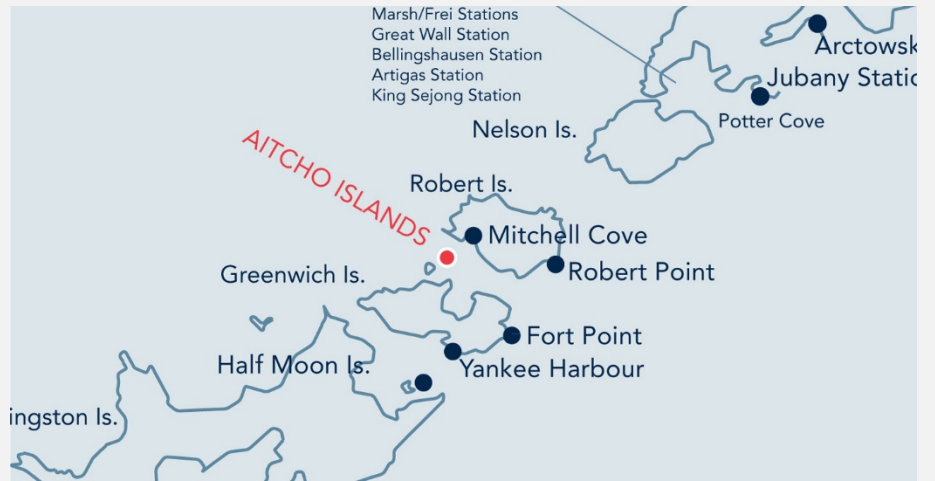 Marsh/Frei Stations
Great Wall Station
Bellingshausen Station
Artigas Station
King Sejong Station
Arctowsk
Jubany Static
Potter Cove
Nelson Is.
AITCHO ISLANDS
Robert Is.
Mitchell Cove
Robert Point
Greenwich Is.
Fort Point
Half Moon Is.
Yankee Harbour
ingston Is.